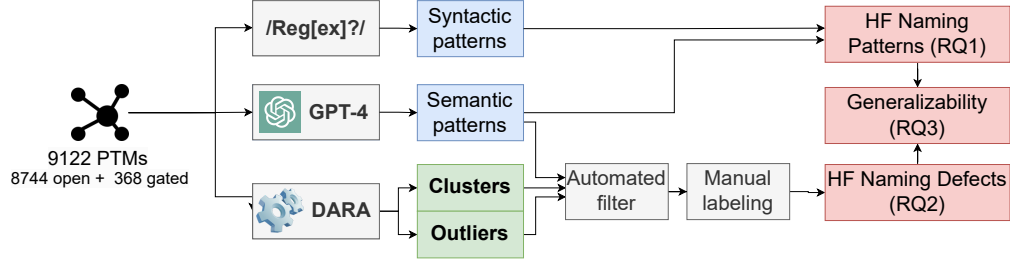 9122 PTMs
8744 open + 368 gated
/Reg[ex]?/
GPT-4
DARA
Syntactic
patterns
Semantic
patterns
Clusters
Outliers
Automated
filter
Manual
labeling
HF Naming
Patterns (RQ1)
Generalizability
(RQ3)
HF Naming Defects
(RQ2)